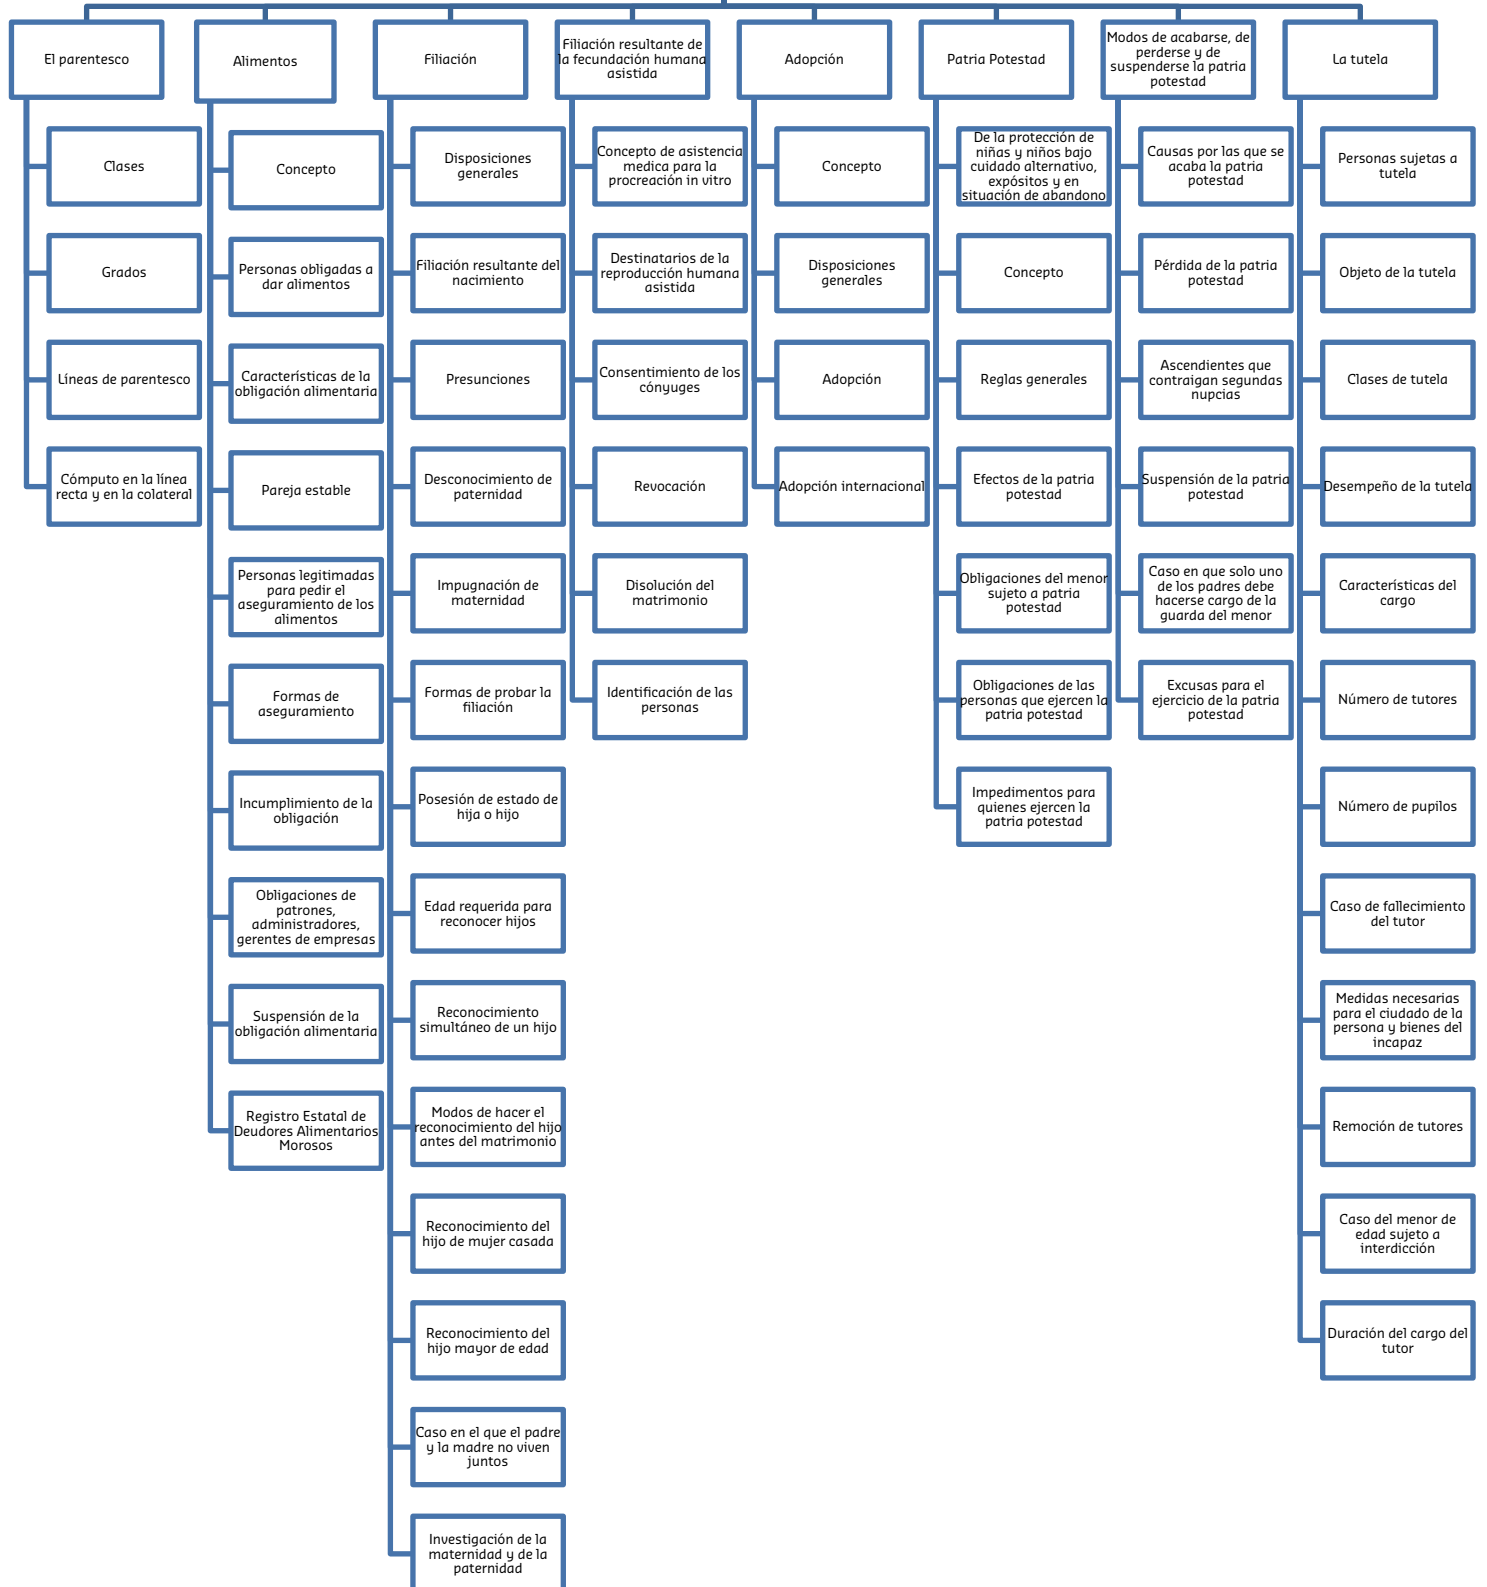 El parentesco
Clases
Grados
Líneas de parentesco
Cómputo en la línea
recta y en la colateral
Alimentos
Concepto
Personas obligadas a
dar alimentos
Características de la
obligación alimentaria
Pareja estable
Personas legitimadas
para pedir el
aseguramiento de los
alimentos
Formas de
aseguramiento
Incumplimiento de la
obligación
Obligaciones de
patrones,
administradores,
gerentes de empresas
Suspensión de la
obligación alimentaria
Registro Estatal de
Deudores Alimentarios
Morosos
Filiación
Disposiciones
generales
Filiación resultante del
nacimiento
Presunciones
Desconocimiento de
paternidad
Impugnación de
maternidad
Formas de probar la
filiación
Posesión de estado de
hija o hijo
Edad requerida para
reconocer hijos
Reconocimiento
simultáneo de un hijo
Modos de hacer el
reconocimiento del hijo
antes del matrimonio
Reconocimiento del
hijo de mujer casada
Reconocimiento del
hijo mayor de edad
Caso en el que el padre
y la madre no viven
juntos
Investigación de la
maternidad y de la
paternidad
Filiación resultante de
la fecundación humana
asistida
Concepto de asistencia
medica para la
procreación in vitro
Destinatarios de la
reproducción humana
asistida
Consentimiento de los
cónyuges
Revocación
Disolución del
matrimonio
Identificación de las
personas
Adopción
Concepto
Disposiciones
generales
Adopción
Adopción internacional
Patria Potestad
De la protección de
niñas y niños bajo
cuidado alternativo,
expósitos y en
situación de abandono
Concepto
Reglas generales
Efectos de la patria
potestad
Obligaciones del menor
sujeto a patria
potestad
Obligaciones de las
personas que ejercen la
patria potestad
Impedimentos para
quienes ejercen la
patria potestad
Modos de acabarse, de
perderse y de
suspenderse la patria
potestad
Causas por las que se
acaba la patria
potestad
Pérdida de la patria
potestad
Ascendientes que
contraigan segundas
nupcias
Suspensión de la patria
potestad
Caso en que solo uno
de los padres debe
hacerse cargo de la
guarda del menor
Excusas para el
ejercicio de la patria
potestad
La tutela
Personas sujetas a
tutela
Objeto de la tutela
Clases de tutela
Desempeño de la tutela
Características del
cargo
Número de tutores
Número de pupilos
Caso de fallecimiento
del tutor
Medidas necesarias
para el ciudado de la
persona y bienes del
incapaz
Remoción de tutores
Caso del menor de
edad sujeto a
interdicción
Duración del cargo del
tutor